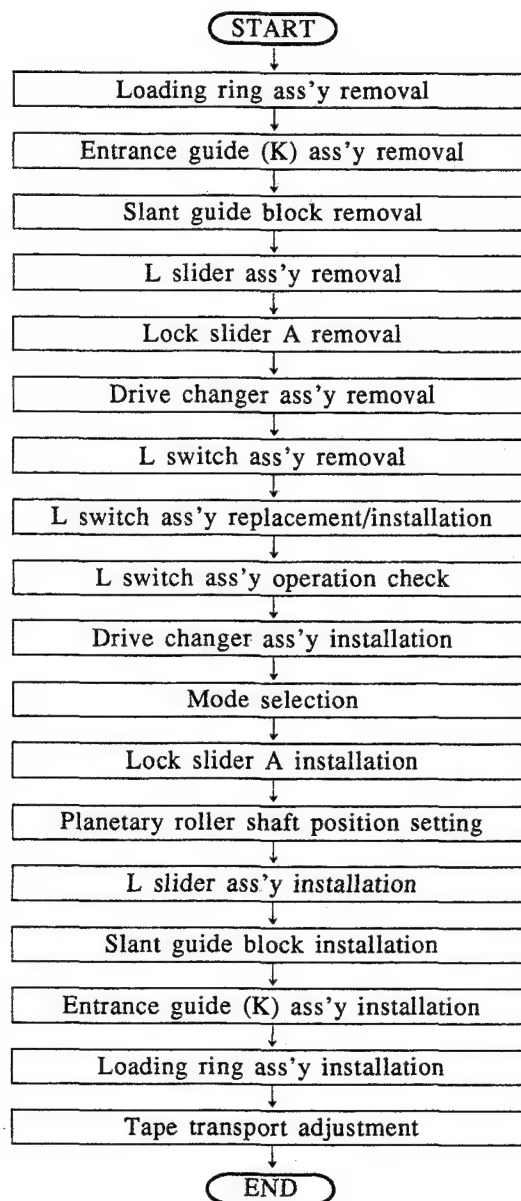 START
Loading ring ass'y removal
Entrance guide (K) ass'y removal
Slant guide block removal
L slider ass'y removal
Lock slider A removal
Drive changer ass'y removal
L switch ass'y removal
L switch ass'y replacement/installation
L switch ass'y operation check
Drive changer ass'y installation
Mode selection
Lock slider A installation
Planetary roller shaft position setting
L slider ass'y installation
Slant guide block installation
Entrance guide (K) ass'y installation
Loading ring ass'y installation
Tape transport adjustment
END